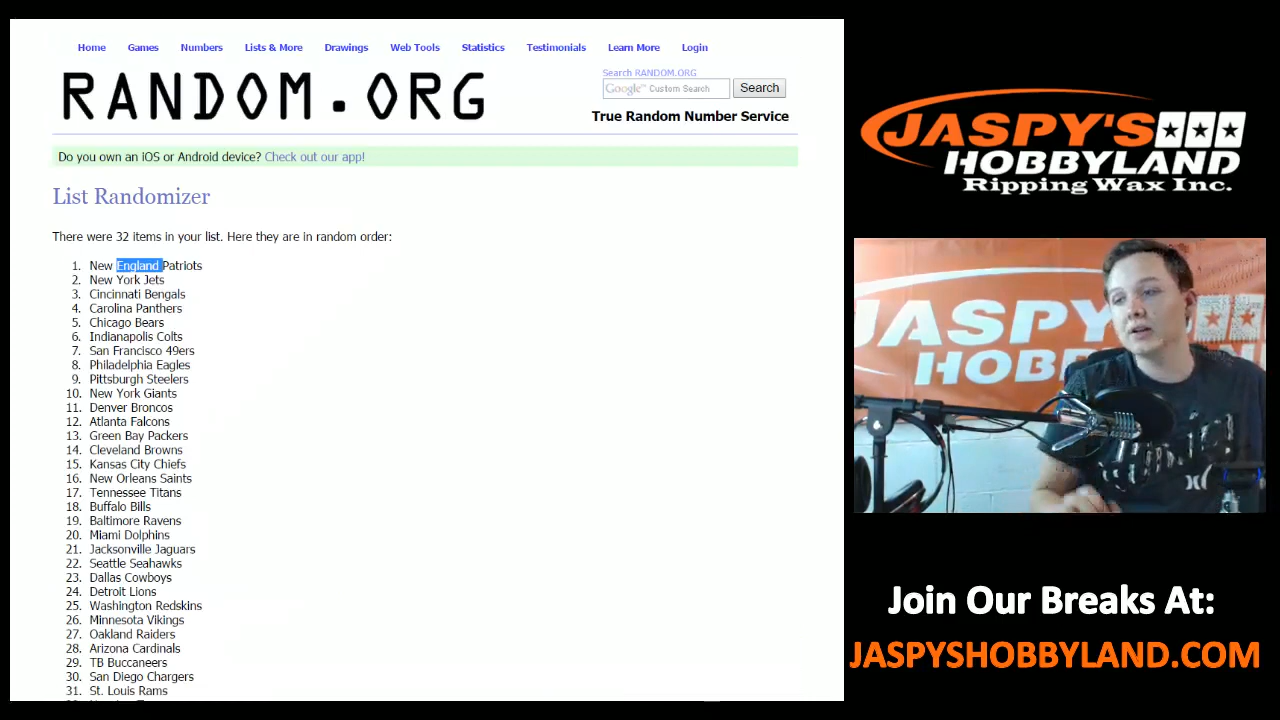 Home Games Numbers Lists & More Drawings Web Tools Statistics Testimonials Learn More Login
RANDOM.ORG
Search RANDOM.ORG
Google™ Custom Search Search
True Random Number Service
Do you own an iOS or Android device? Check out our app!
List Randomizer
There were 32 items in your list. Here they are in random order:
1. New England Patriots
2. New York Jets
3. Cincinnati Bengals
4. Carolina Panthers
5. Chicago Bears
6. Indianapolis Colts
7. San Francisco 49ers
8. Philadelphia Eagles
9. Pittsburgh Steelers
10. New York Giants
11. Denver Broncos
12. Atlanta Falcons
13. Green Bay Packers
14. Cleveland Browns
15. Kansas City Chiefs
16. New Orleans Saints
17. Tennessee Titans
18. Buffalo Bills
19. Baltimore Ravens
20. Miami Dolphins
21. Jacksonville Jaguars
22. Seattle Seahawks
23. Dallas Cowboys
24. Detroit Lions
25. Washington Redskins
26. Minnesota Vikings
27. Oakland Raiders
28. Arizona Cardinals
29. TB Buccaneers
30. San Diego Chargers
31. St. Louis Rams
JASPY'S
HOBBYLAND
Ripping Wax Inc.
JASPY
HOBBY
Join Our Breaks At:
JASPYSHOBBYLAND.COM